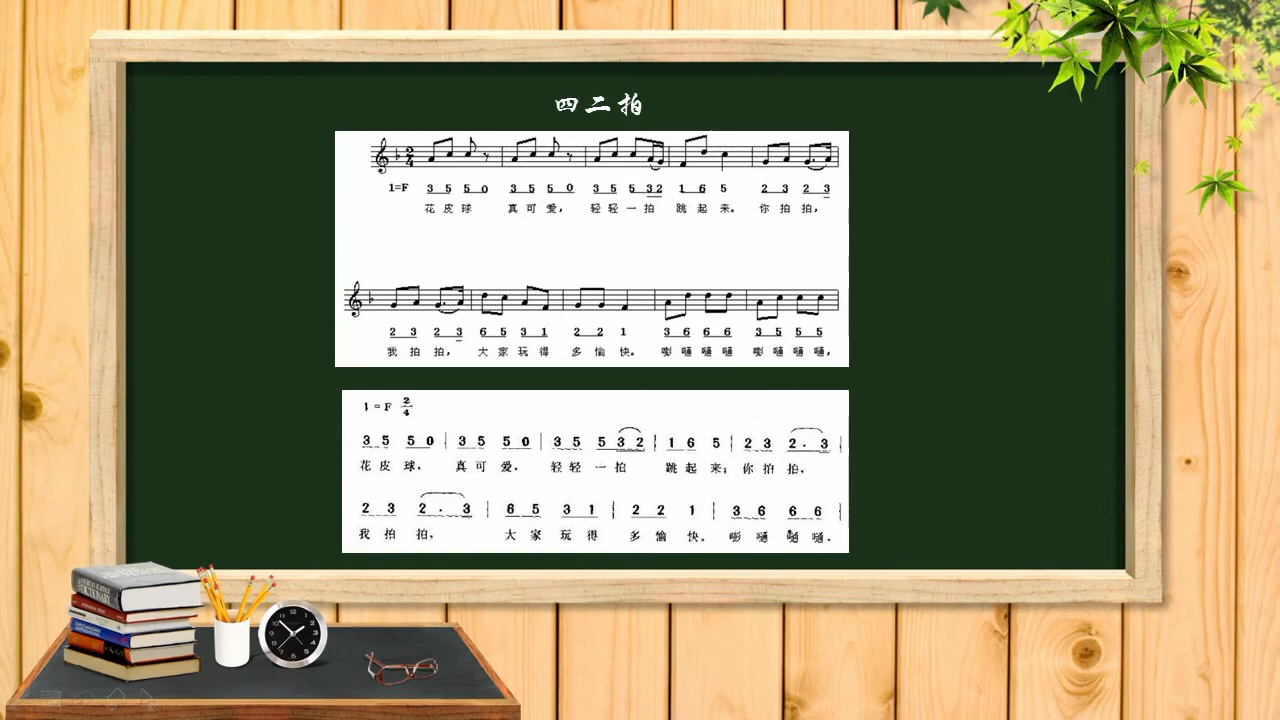 四二拍
2
4
1=F 3 5 5 0 3 5 5 0 3 5 5 3 2 1 6 5 2 3 2 3
花皮球 真可爱, 轻轻一拍 跳起来。 你拍拍,
2 3 2 3 6 5 3 1 2 2 1 3 6 6 6 3 5 5 5
我拍拍, 大家玩得 多愉快。 嘭嗵嗵嗵 嘭嗵嗵嗵,
1=F 2/4
3 5 5 0 | 3 5 5 0 | 3 5 5 3 2 | 1 6 5 | 2 3 2 . 3 |
花皮球, 真可爱, 轻轻一拍 跳起来; 你拍拍,
2 3 2 . 3 | 6 5 3 1 | 2 2 1 | 3 6 6 6 |
我拍拍, 大家玩得 多愉快。 嘭嗵嗵嗵、